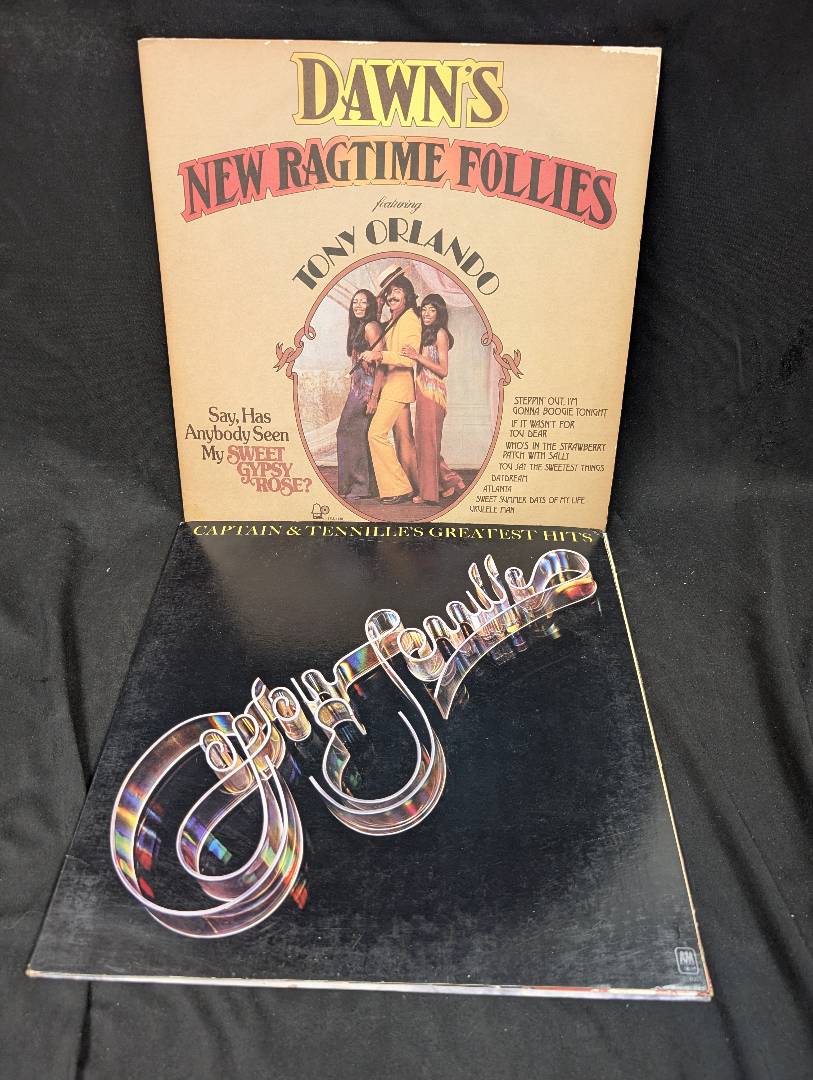 DAWN'S
NEW RAGTIME FOLLIES
featuring
TONY ORLANDO
Say, Has
Anybody Seen
My SWEET
GYPSY
ROSE?
STEPPIN' OUT, I'M
GONNA BOOGIE TONIGHT
IF IT WASN'T FOR
YOU DEAR
WHO'S IN THE STRAWBERRY
PATCH WITH SALLY
YOU SAY THE SWEETEST THINGS
DAYDREAM
ATLANTA
SWEET SUMMER DAYS OF MY LIFE
UKULELE MAN
CAPTAIN & TENNILLE'S GREATEST HITS
Capt & Tennille
AM